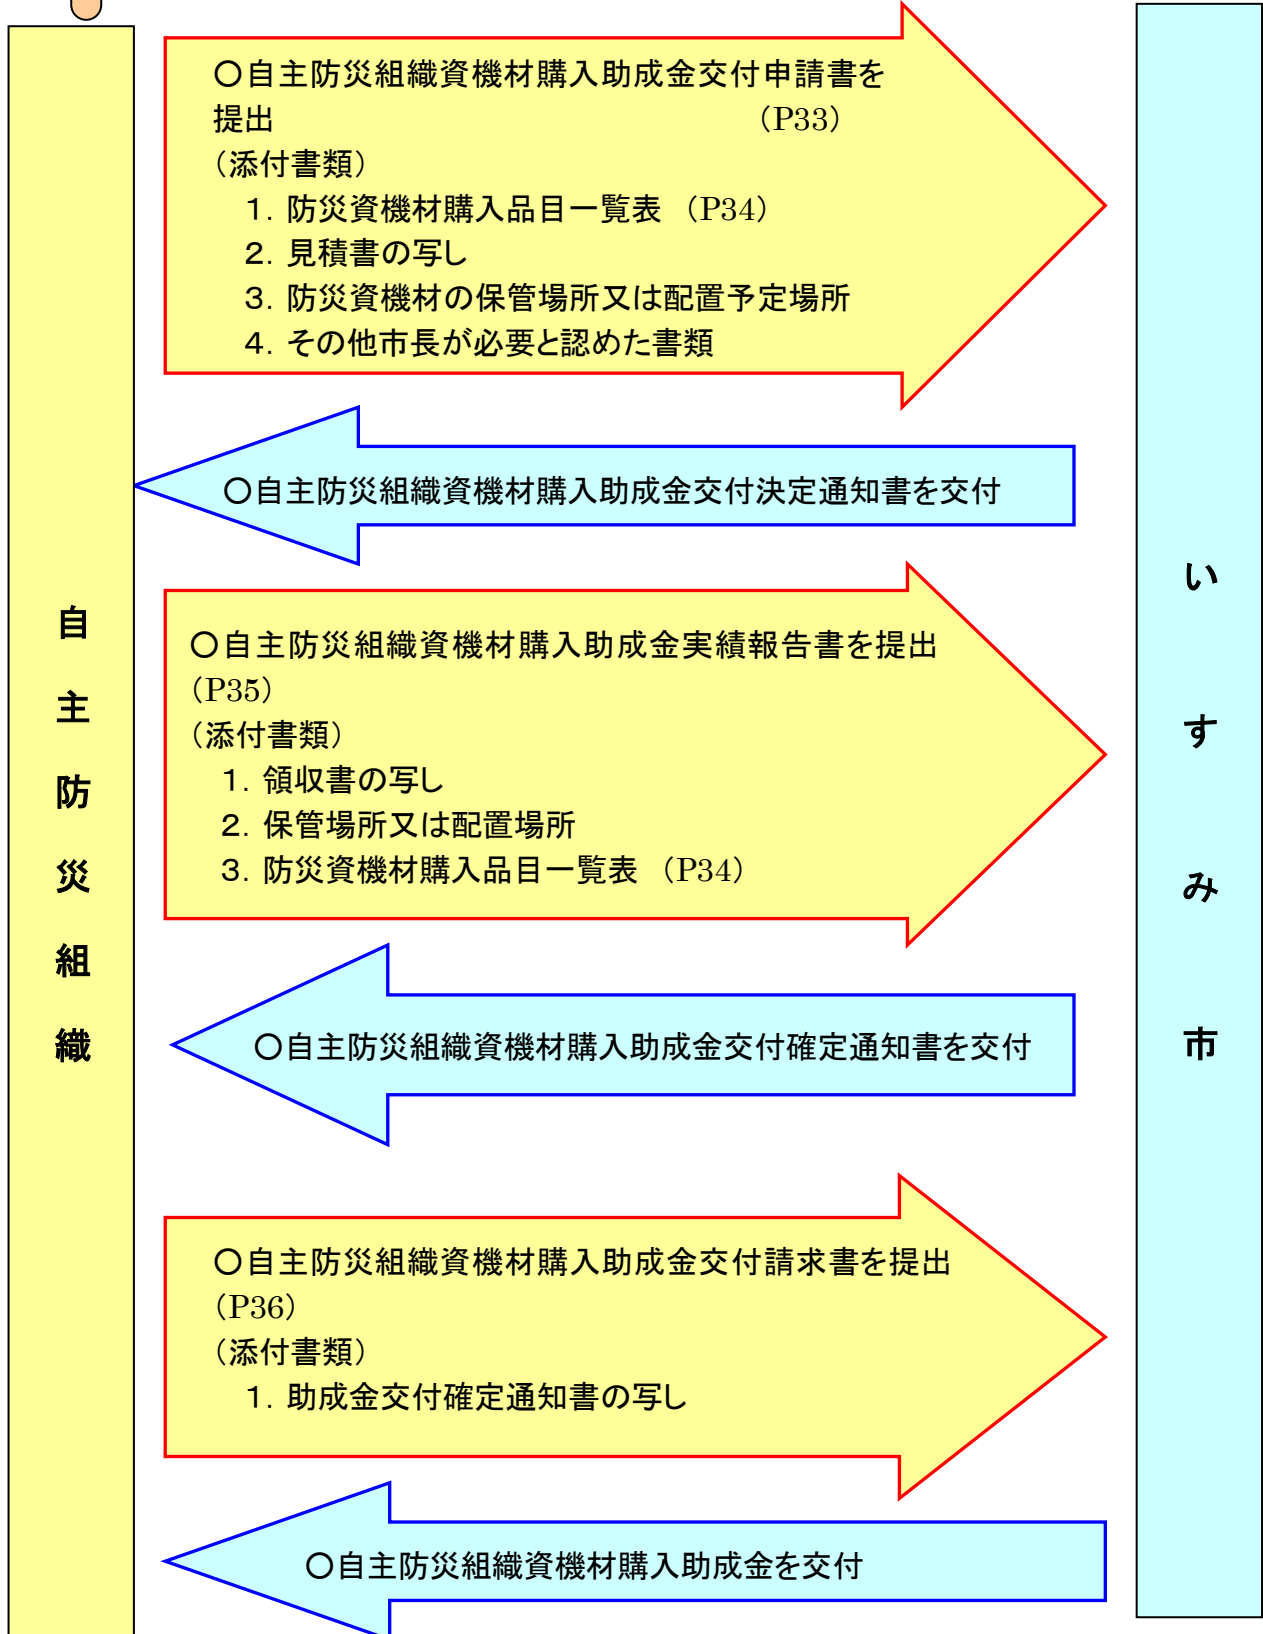 〇自主防災組織資機材購入助成金交付申請書を
提出　（P33）
（添付書類）
１．防災資機材購入品目一覧表　（P34）
２．見積書の写し
３．防災資機材の保管場所又は配置予定場所
４．その他市長が必要と認めた書類
〇自主防災組織資機材購入助成金交付決定通知書を交付
〇自主防災組織資機材購入助成金実績報告書を提出
（P35）
（添付書類）
１．領収書の写し
２．保管場所又は配置場所
３．防災資機材購入品目一覧表　（P34）
〇自主防災組織資機材購入助成金交付確定通知書を交付
〇自主防災組織資機材購入助成金交付請求書を提出
（P36）
（添付書類）
１．助成金交付確定通知書の写し
〇自主防災組織資機材購入助成金を交付
自主防災組織
いすみ市